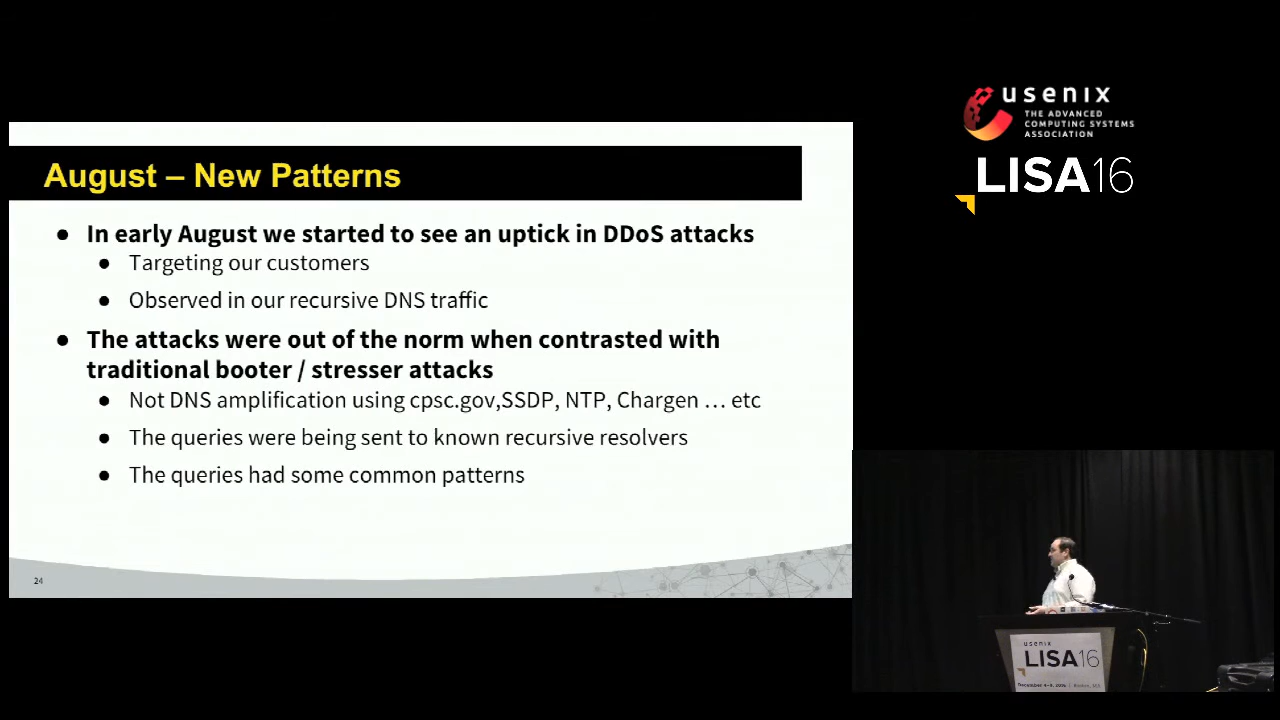 August – New Patterns
● In early August we started to see an uptick in DDoS attacks
● Targeting our customers
● Observed in our recursive DNS traffic
● The attacks were out of the norm when contrasted with
traditional booter / stresser attacks
● Not DNS amplification using cpsc.gov,SSDP, NTP, Chargen … etc
● The queries were being sent to known recursive resolvers
● The queries had some common patterns
24
usenix
THE ADVANCED
COMPUTING SYSTEMS
ASSOCIATION
LISA16
usenix
LISA16